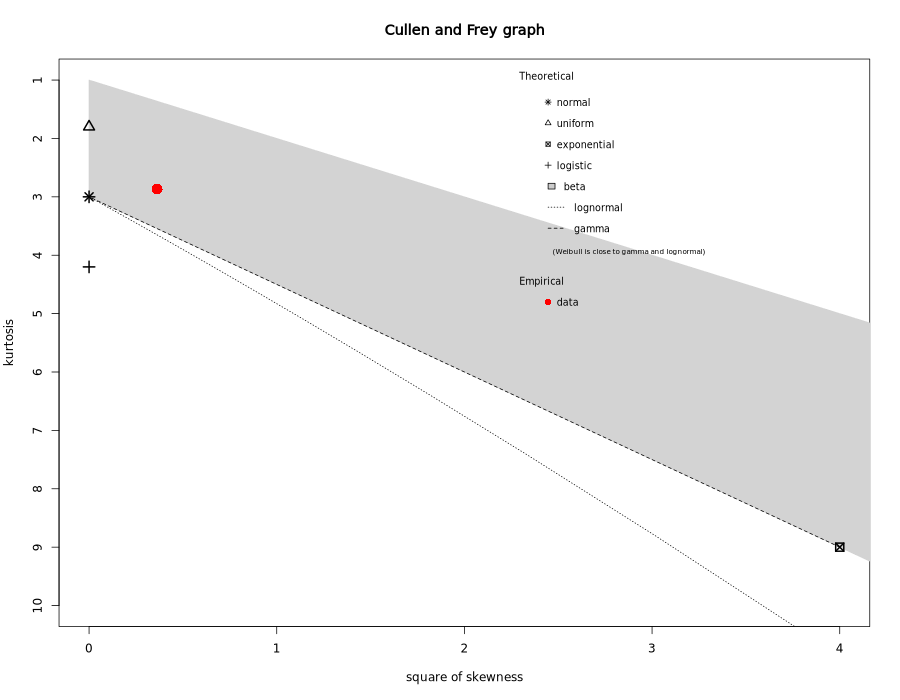 Cullen and Frey graph
Theoretical
normal
uniform
exponential
logistic
beta
lognormal
gamma
(Weibull is close to gamma and lognormal)
Empirical
data
kurtosis
1
2
3
4
5
6
7
8
9
10
0 1 2 3 4
square of skewness